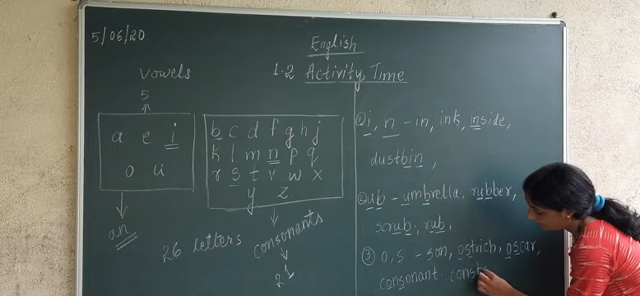 5/06/20
English
1.2 Activity Time
Vowels
5
a e i
o u
an
b c d f g h j
k l m n p q
r s t v w x
y z
26 letters
consonants
21
① i, n - in, ink, inside,
dustbin,
② ub - umbrella, rubber,
scrub, rub,
③ o, s - son, ostrich, oscar,
consonant. const